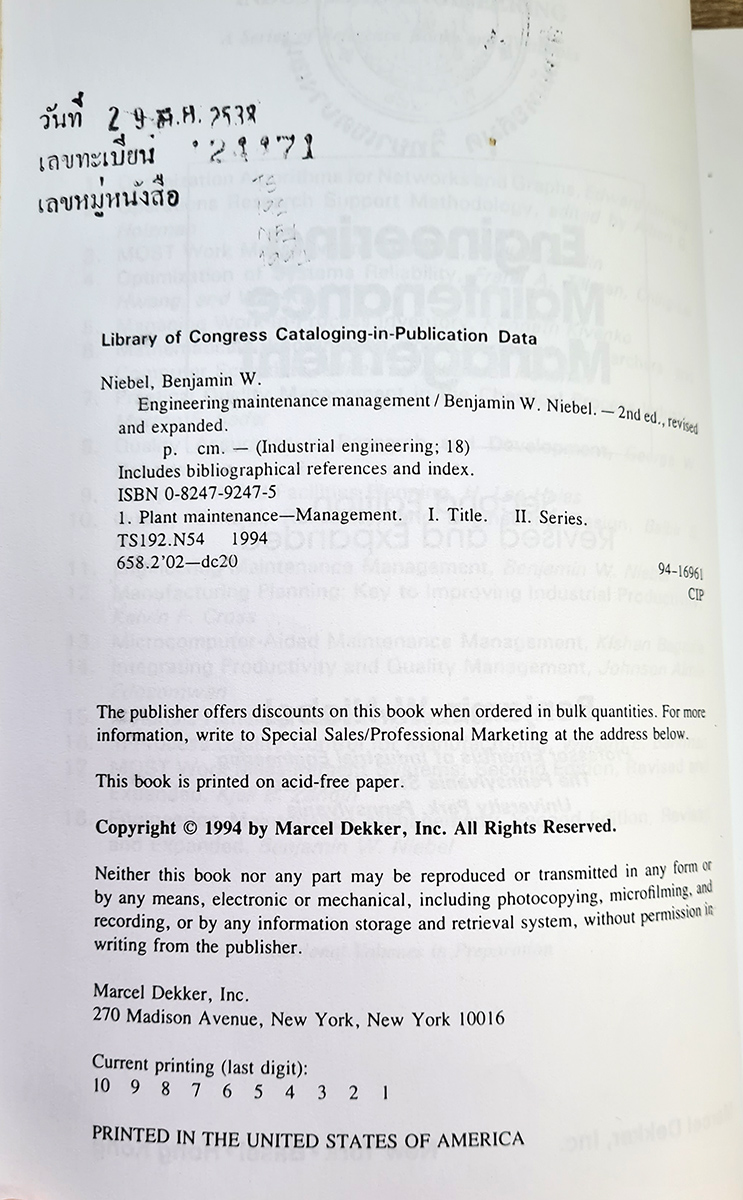 วันที่ 2 9 ส.ค. 2538
เลขทะเบียน 21971
เลขหมู่หนังสือ
TS
192
Library of Congress Cataloging-in-Publication Data
Niebel, Benjamin W.
Engineering maintenance management / Benjamin W. Niebel. — 2nd ed., revised
and expanded.
p. cm. — (Industrial engineering; 18)
Includes bibliographical references and index.
ISBN 0-8247-9247-5
1. Plant maintenance—Management. I. Title. II. Series.
TS192.N54 1994
658.2'02—dc20
94-16961
CIP
The publisher offers discounts on this book when ordered in bulk quantities. For more
information, write to Special Sales/Professional Marketing at the address below.
This book is printed on acid-free paper.
Copyright © 1994 by Marcel Dekker, Inc. All Rights Reserved.
Neither this book nor any part may be reproduced or transmitted in any form or
by any means, electronic or mechanical, including photocopying, microfilming, and
recording, or by any information storage and retrieval system, without permission in
writing from the publisher.
Marcel Dekker, Inc.
270 Madison Avenue, New York, New York 10016
Current printing (last digit):
10 9 8 7 6 5 4 3 2 1
PRINTED IN THE UNITED STATES OF AMERICA